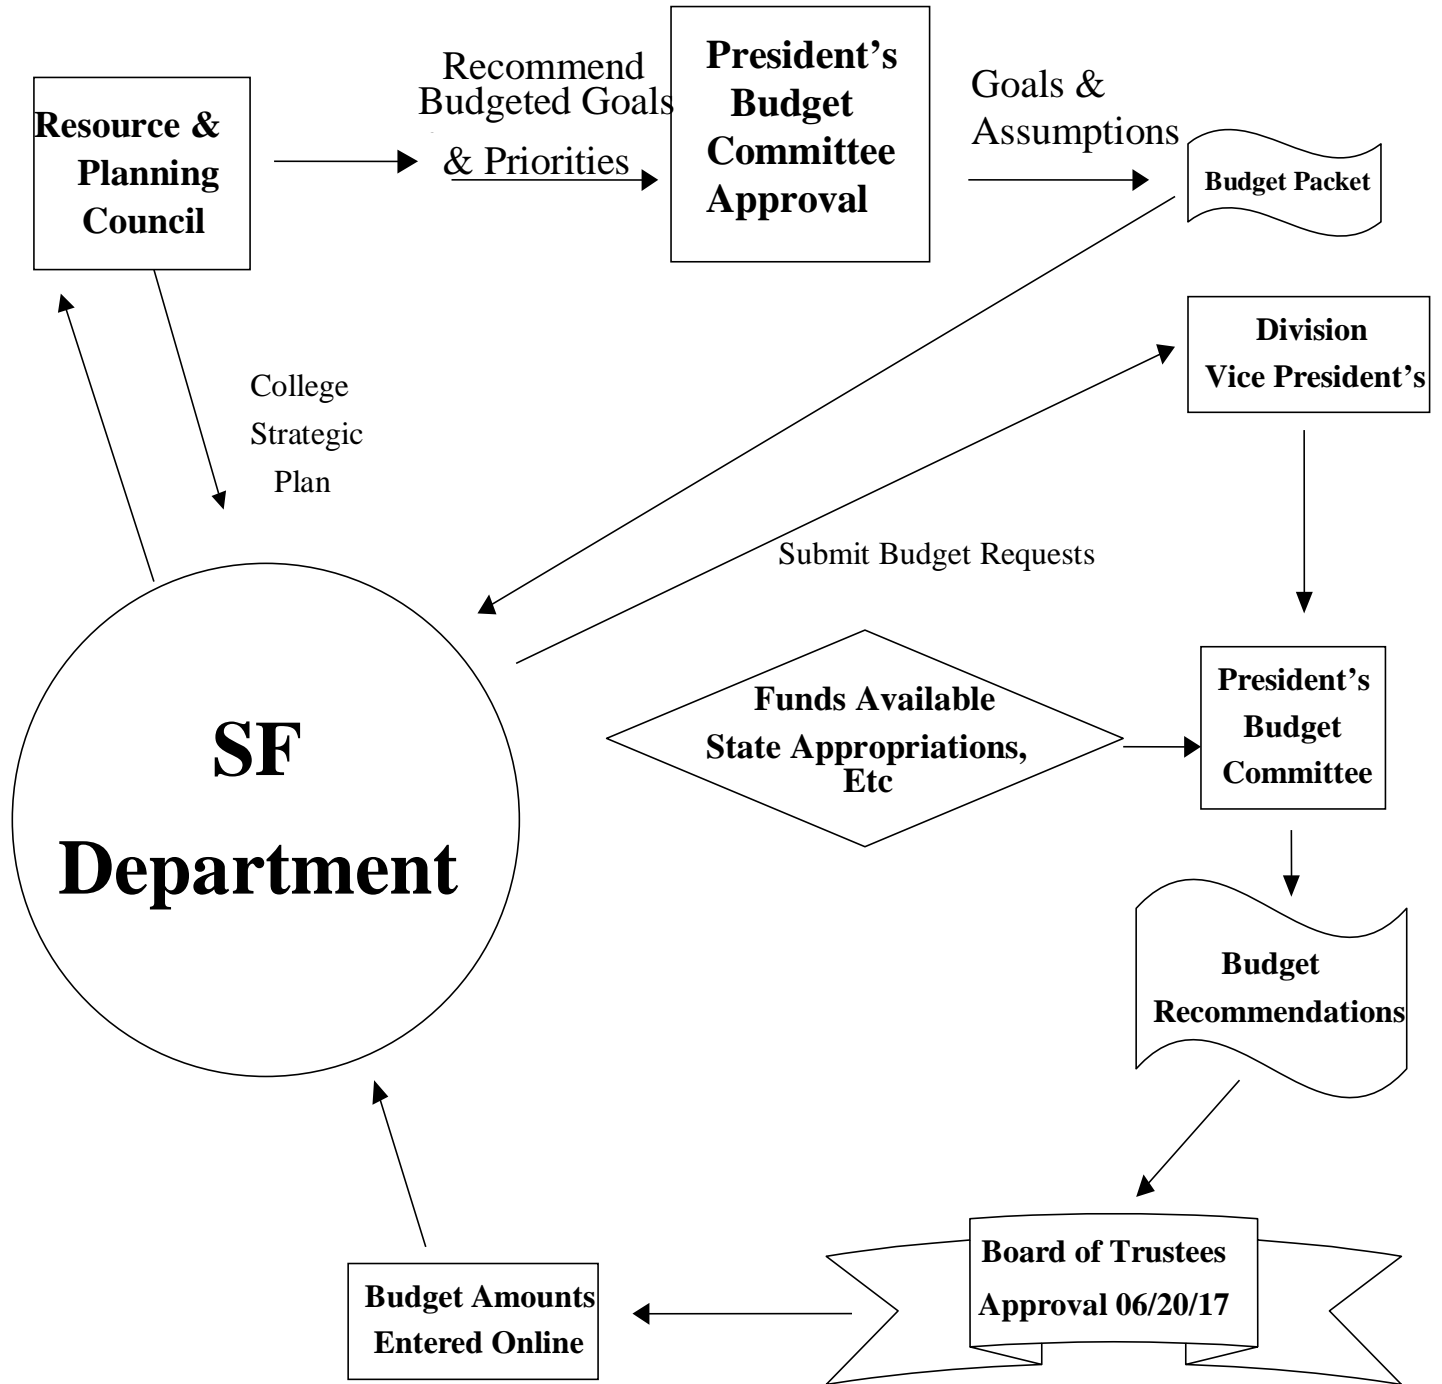 Resource &
Planning
Council
Recommend
Budgeted Goals
& Priorities
President’s
Budget
Committee
Approval
Goals &
Assumptions
Budget Packet
Division
Vice President’s
College
Strategic
Plan
Submit Budget Requests
SF
Department
Funds Available
State Appropriations,
Etc
President’s
Budget
Committee
Budget
Recommendations
Board of Trustees
Approval 06/20/17
Budget Amounts
Entered Online